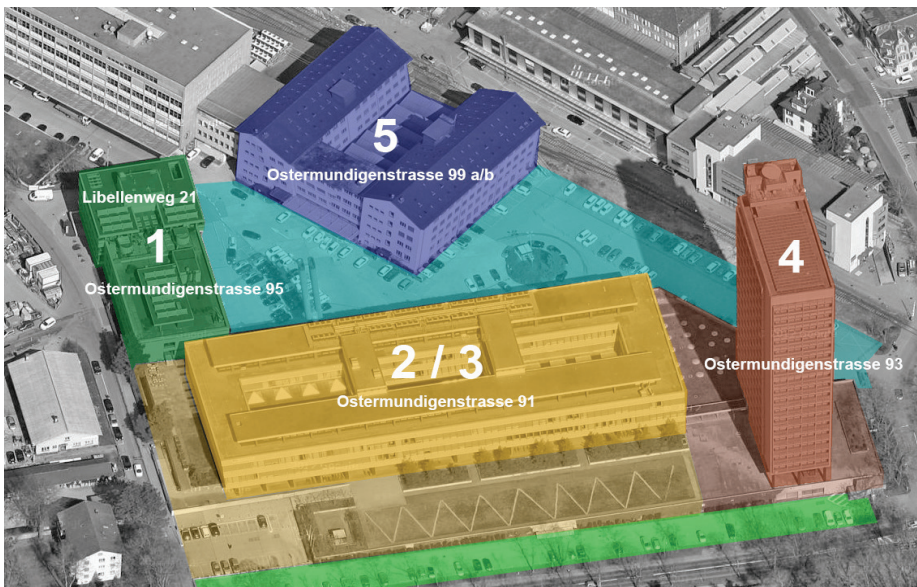 5
Ostermundigenstrasse 99 a/b
Libellenweg 21
1
Ostermundigenstrasse 95
4
2 / 3
Ostermundigenstrasse 93
Ostermundigenstrasse 91